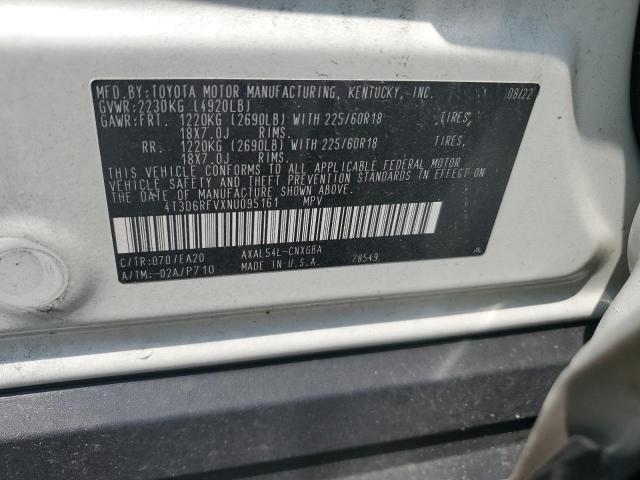 MFD.BY:TOYOTA MOTOR MANUFACTURING, KENTUCKY, INC. 08/22
GVWR:2230KG (4920LB)
GAWR:FRT. 1220KG (2690LB) WITH 225/60R18 TIRES,
18X7.0J RIMS.
RR. 1220KG (2690LB) WITH 225/60R18 TIRES,
18X7.0J RIMS.
THIS VEHICLE CONFORMS TO ALL APPLICABLE FEDERAL MOTOR
VEHICLE SAFETY AND THEFT PREVENTION STANDARDS IN EFFECT ON
THE DATE OF MANUFACTURE SHOWN ABOVE.
4T3D6RFVXNU095161 MPV
C/TR:070/EA20 AXAL54L-CNXGBA
A/TM:-02A/P710 MADE IN U.S.A. 78549